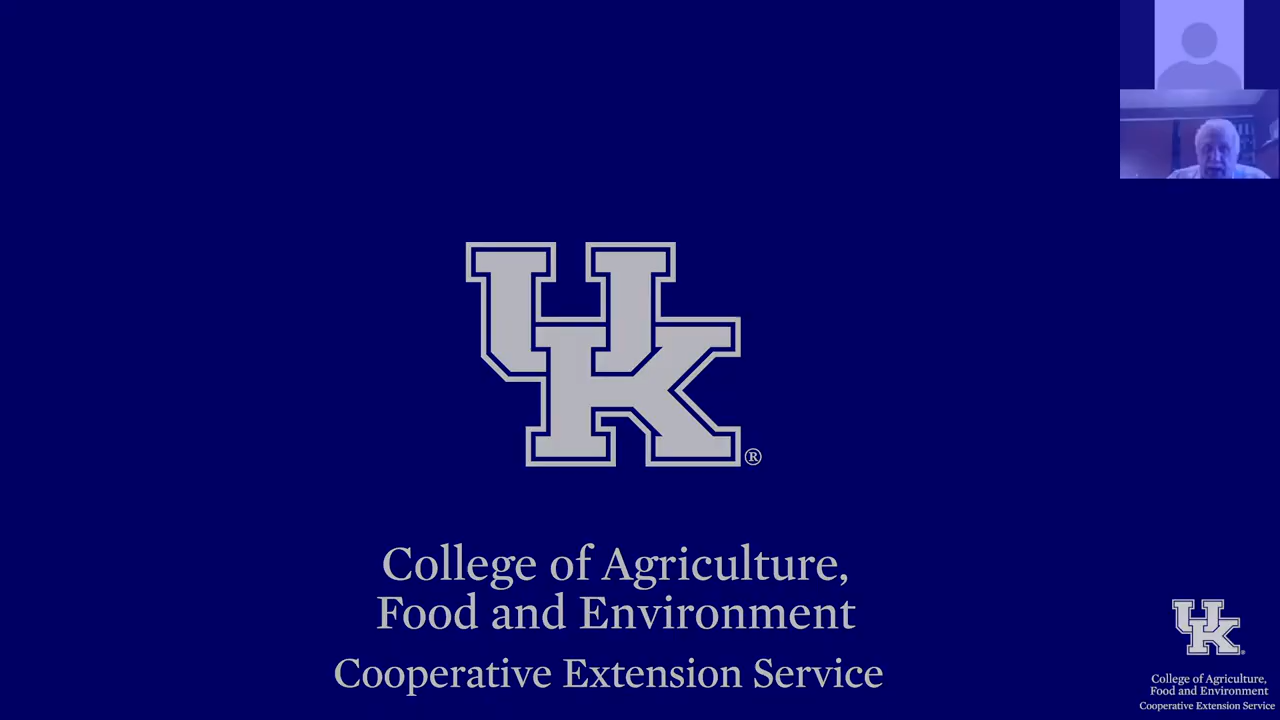 UK
®
College of Agriculture,
Food and Environment
Cooperative Extension Service
UK
College of Agriculture,
Food and Environment
Cooperative Extension Service